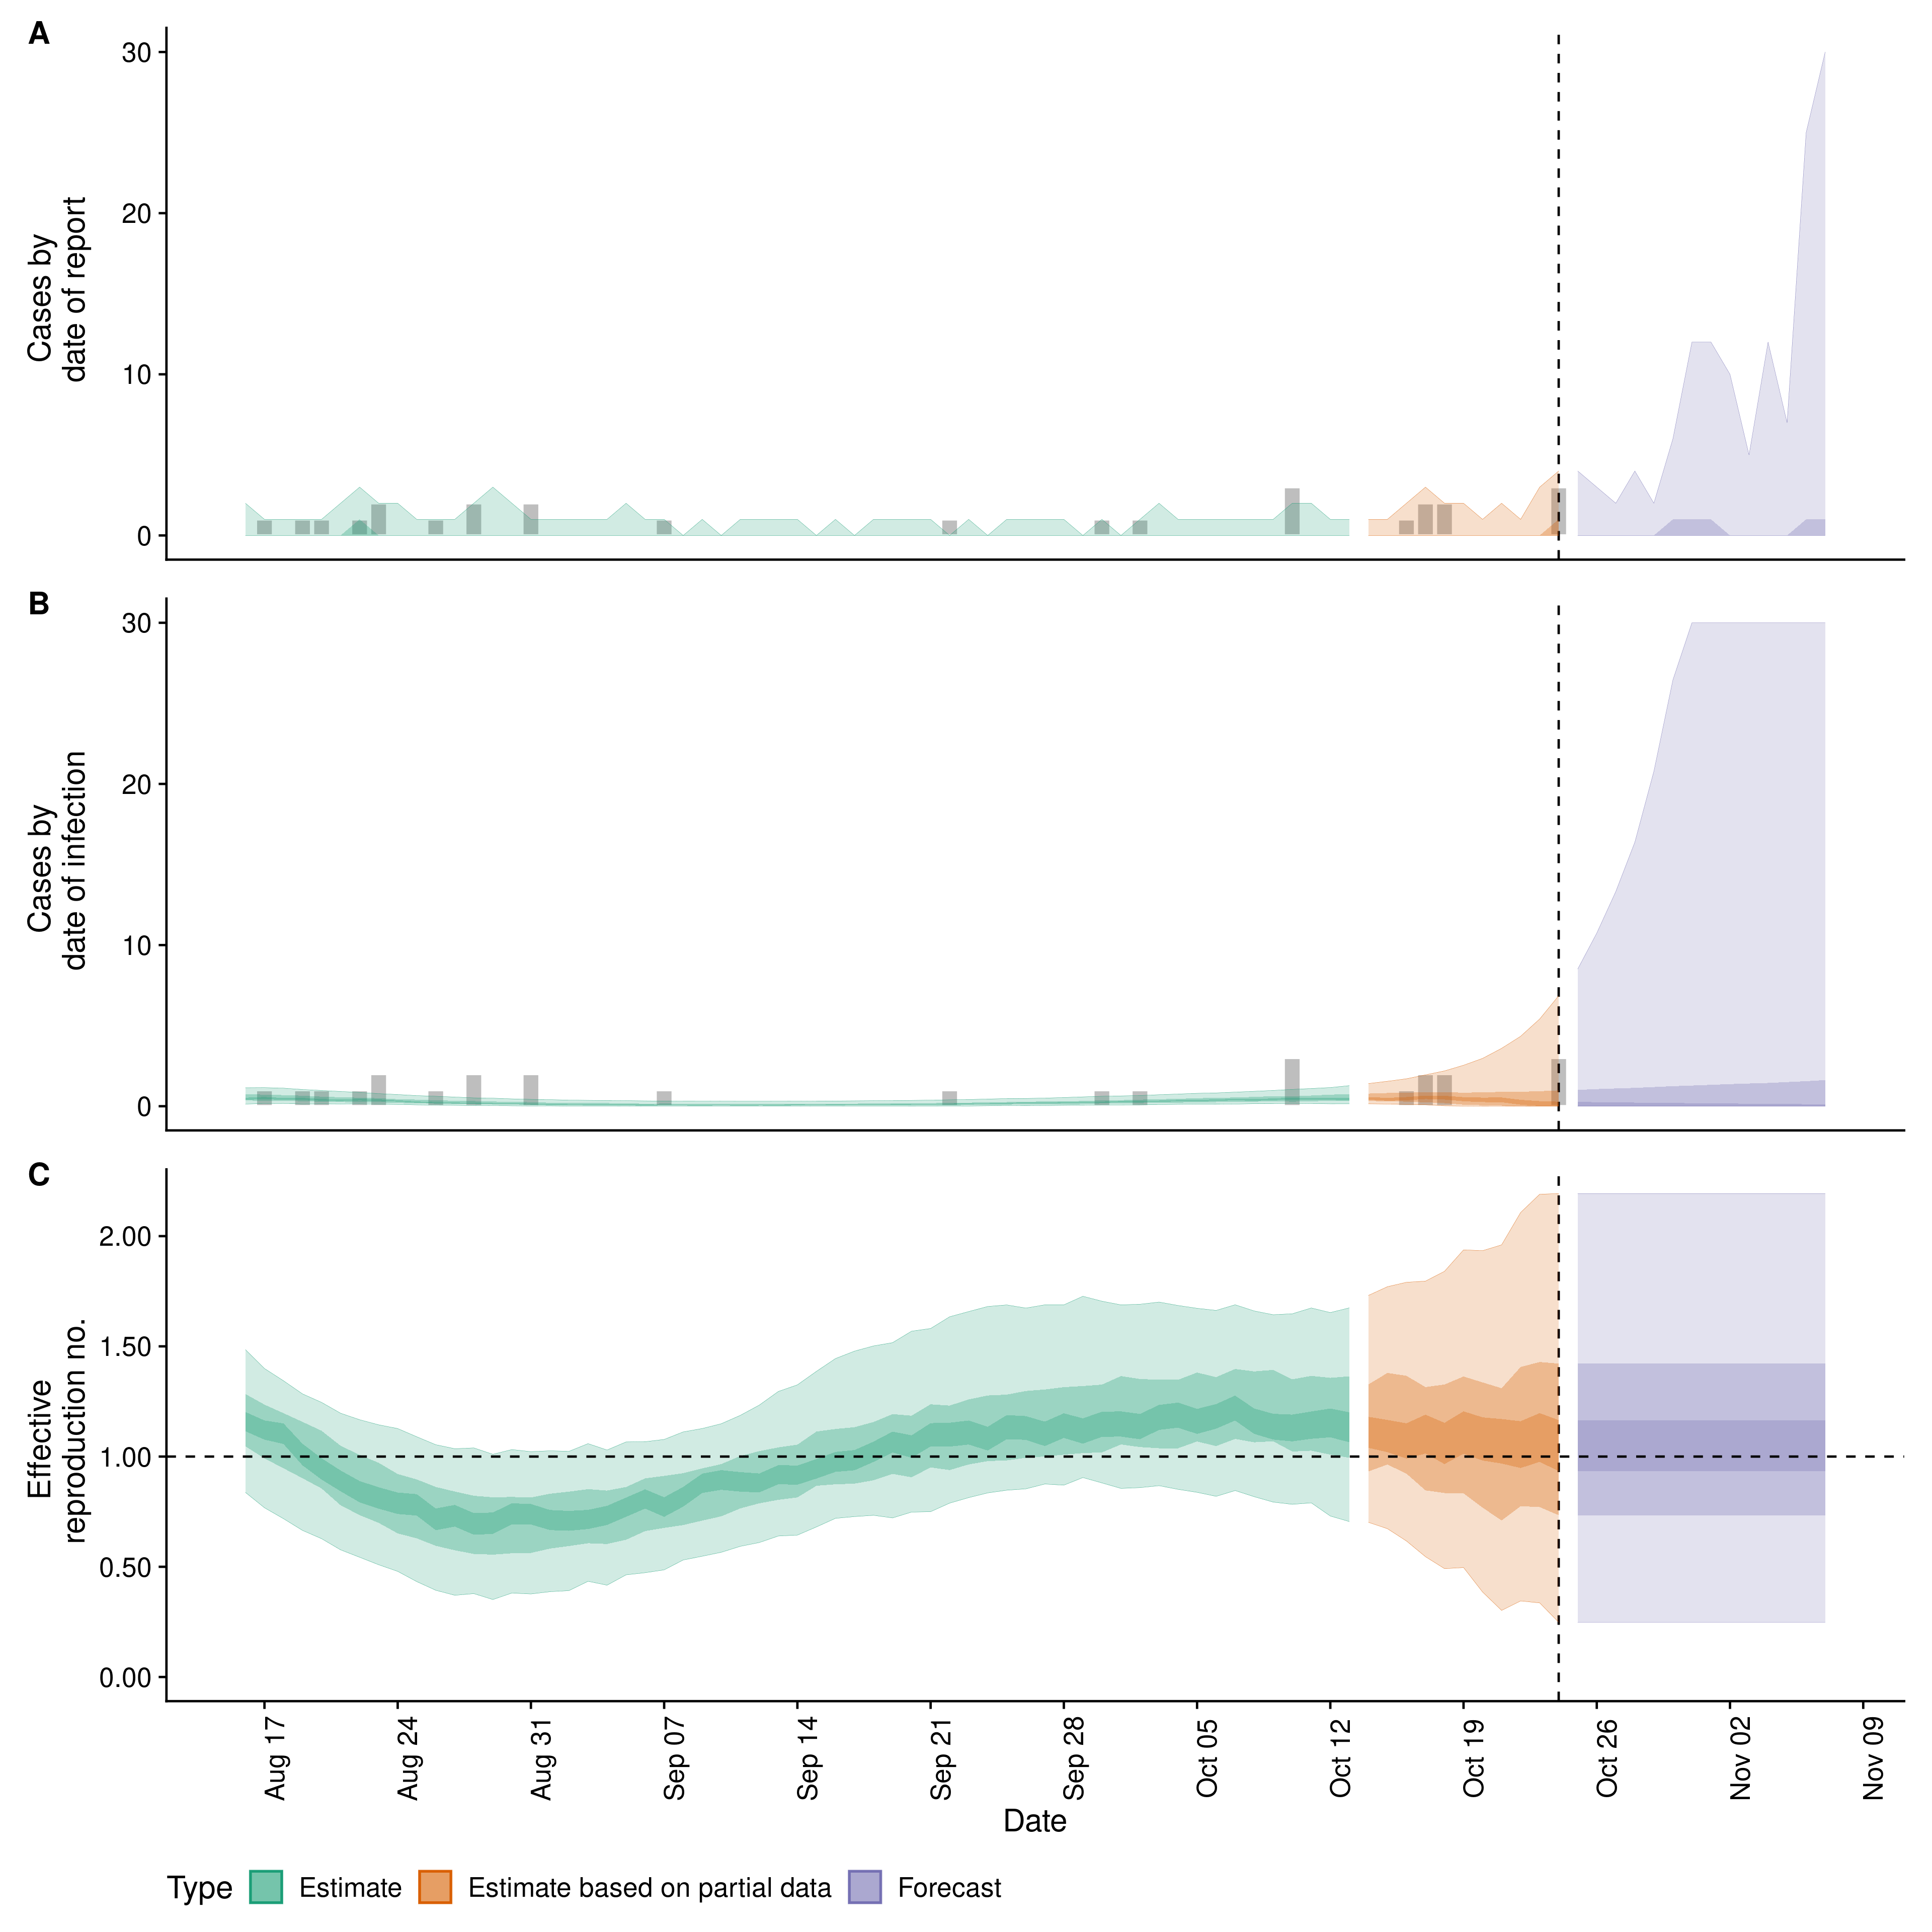 A
30
20
10
0
Cases by
date of report
B
30
20
10
0
Cases by
date of infection
C
2.00
1.50
1.00
0.50
0.00
Effective
reproduction no.
Aug 17
Aug 24
Aug 31
Sep 07
Sep 14
Sep 21
Sep 28
Oct 05
Oct 12
Oct 19
Oct 26
Nov 02
Nov 09
Date
Type Estimate Estimate based on partial data Forecast